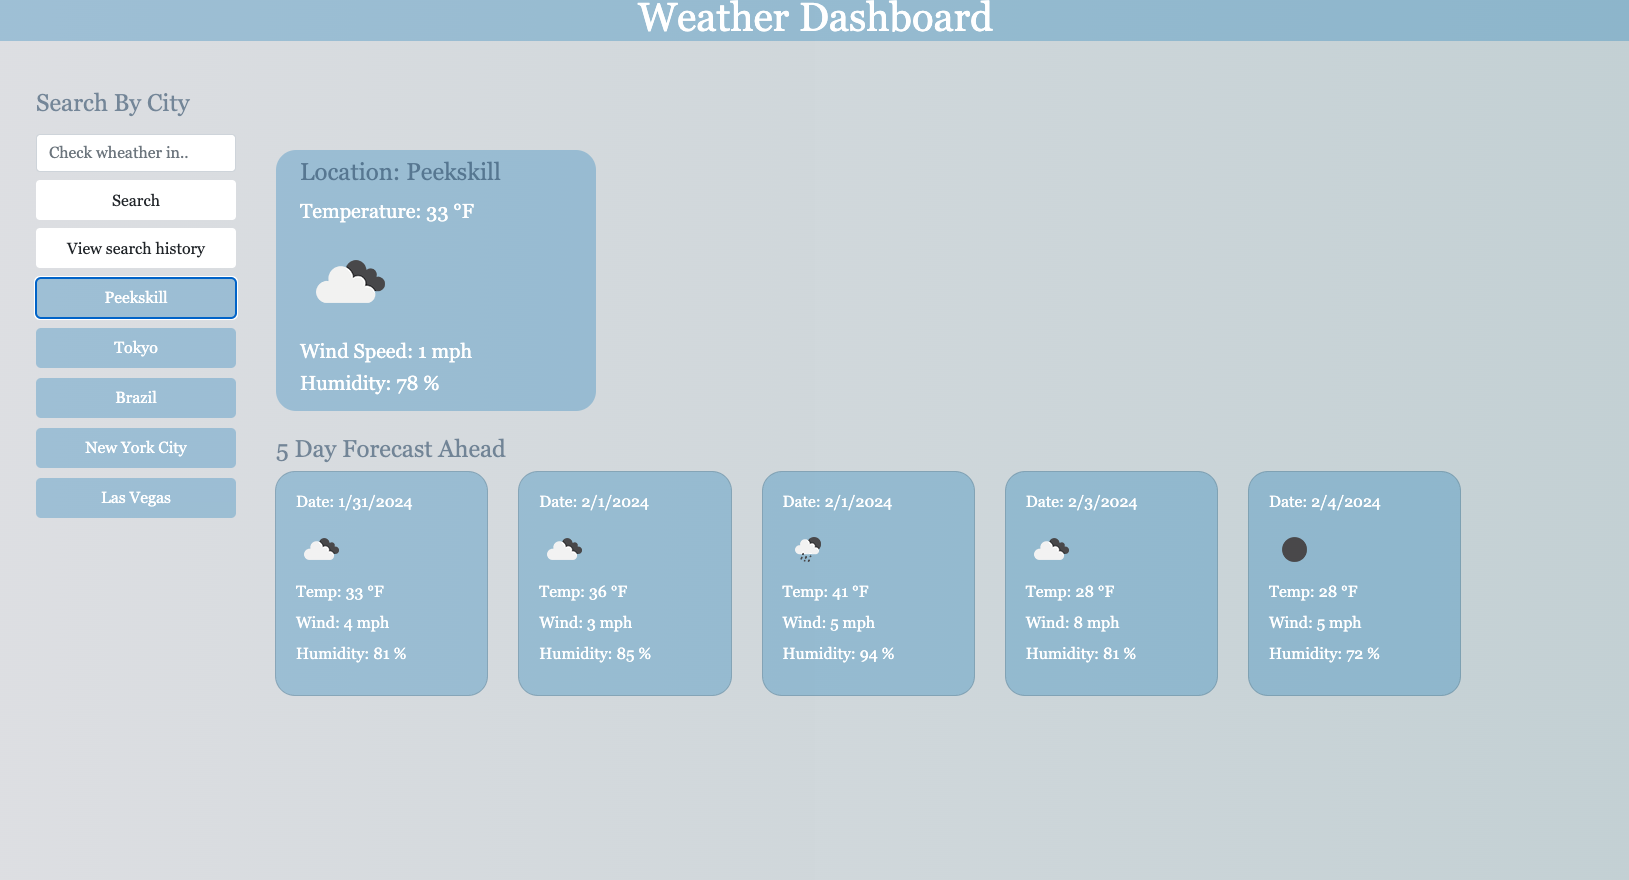 Weather Dashboard
Search By City
Check wheather in..
Search
View search history
Peekskill
Tokyo
Brazil
New York City
Las Vegas
Location: Peekskill
Temperature: 33 °F
Wind Speed: 1 mph
Humidity: 78 %
5 Day Forecast Ahead
Date: 1/31/2024
Temp: 33 °F
Wind: 4 mph
Humidity: 81 %
Date: 2/1/2024
Temp: 36 °F
Wind: 3 mph
Humidity: 85 %
Date: 2/1/2024
Temp: 41 °F
Wind: 5 mph
Humidity: 94 %
Date: 2/3/2024
Temp: 28 °F
Wind: 8 mph
Humidity: 81 %
Date: 2/4/2024
Temp: 28 °F
Wind: 5 mph
Humidity: 72 %